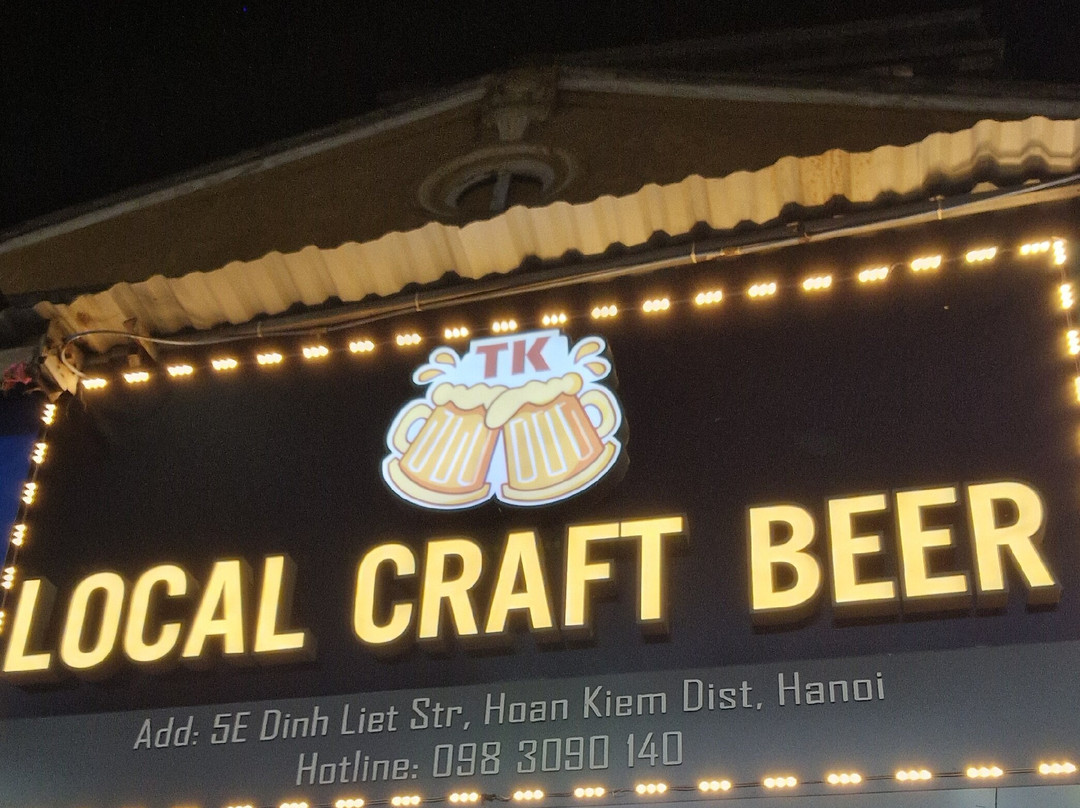 TK
LOCAL CRAFT BEER
Add: 5E Dinh Liet Str, Hoan Kiem Dist, Hanoi
Hotline: 098 3090 140